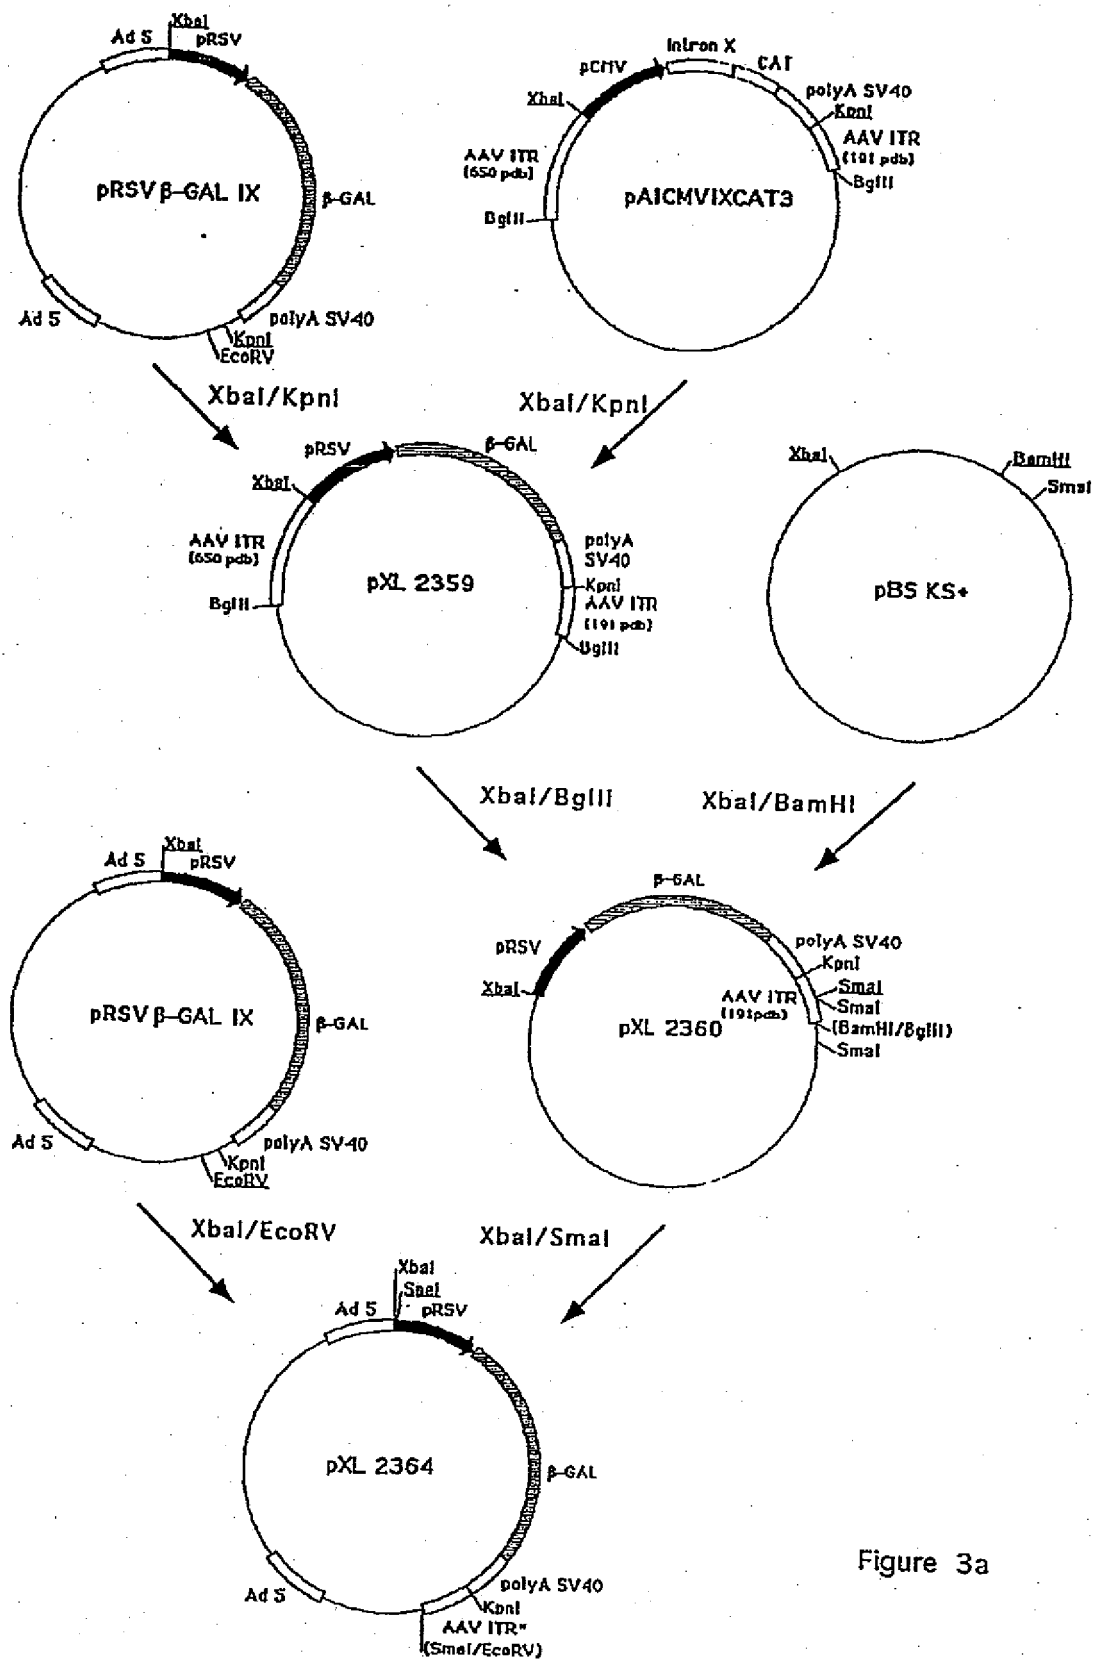 XbaI
Ad 5
pRSV
pRSV β-GAL IX
β-GAL
Ad 5
polyA SV40
KpnI
EcoRV
Intron X
pCMV
CAT
XbaI
polyA SV40
KpnI
AAV ITR
(650 pdb)
AAV ITR
(191 pdb)
BglII
BglII
pAICMVIXCAT3
XbaI/KpnI
XbaI/KpnI
pRSV
β-GAL
XbaI
AAV ITR
(650 pdb)
polyA
SV40
KpnI
pXL 2359
AAV ITR
(191 pdb)
BglII
BglII
XbaI
BamHI
SmaI
pBS KS+
XbaI/BglII
XbaI/BamHI
XbaI
Ad 5
pRSV
pRSV β-GAL IX
β-GAL
Ad 5
polyA SV40
KpnI
EcoRV
β-GAL
pRSV
polyA SV40
KpnI
XbaI
AAV ITR
(191pdb)
SmaI
SmaI
pXL 2360
(BamHI/BglII)
SmaI
XbaI/EcoRV
XbaI/SmaI
XbaI
SpeI
Ad 5
pRSV
pXL 2364
β-GAL
Ad 5
polyA SV40
KpnI
AAV ITR*
(SmaI/EcoRV)
Figure 3a